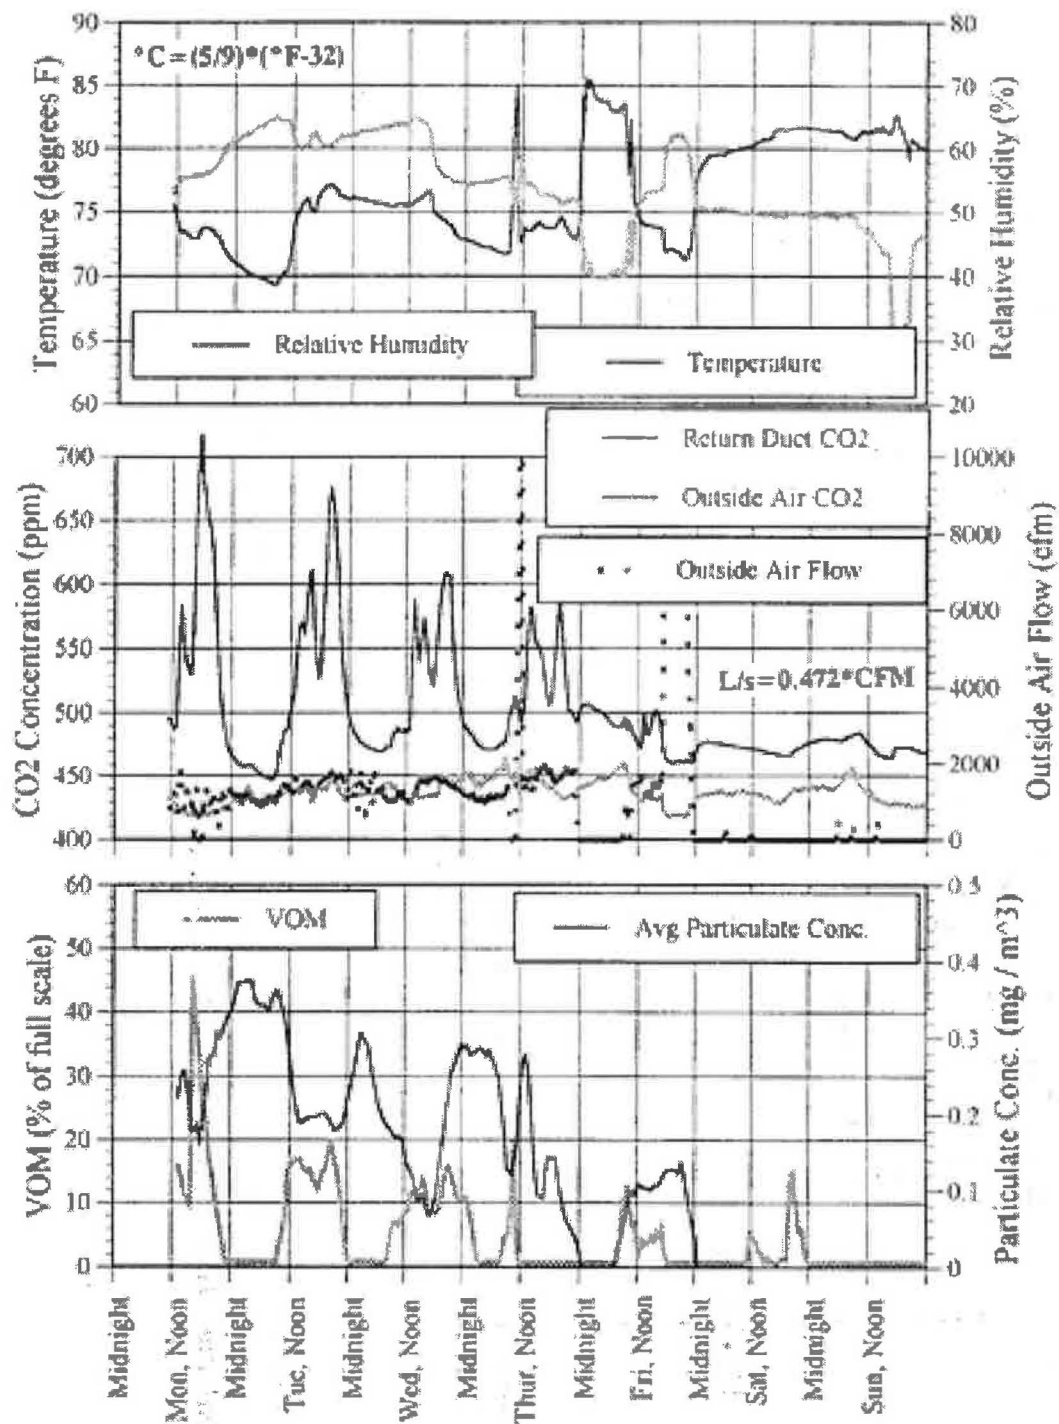 90
85
80
75
70
65
60
Temperature (degrees F)
°C = (5/9)*(°F-32)
80
70
60
50
40
30
20
Relative Humidity (%)
Relative Humidity
Temperature
Return Duct CO2
Outside Air CO2
Outside Air Flow
700
650
600
550
500
450
400
CO2 Concentration (ppm)
10000
8000
6000
4000
2000
0
Outside Air Flow (cfm)
L/s=0.472*CFM
60
50
40
30
20
10
0
VOM (% of full scale)
VOM
Avg Particulate Conc.
0.5
0.4
0.3
0.2
0.1
0
Particulate Conc. (mg / m^3)
Midnight
Mon, Noon
Midnight
Tue, Noon
Midnight
Wed, Noon
Midnight
Thur, Noon
Midnight
Fri, Noon
Midnight
Sat, Noon
Midnight
Sun, Noon